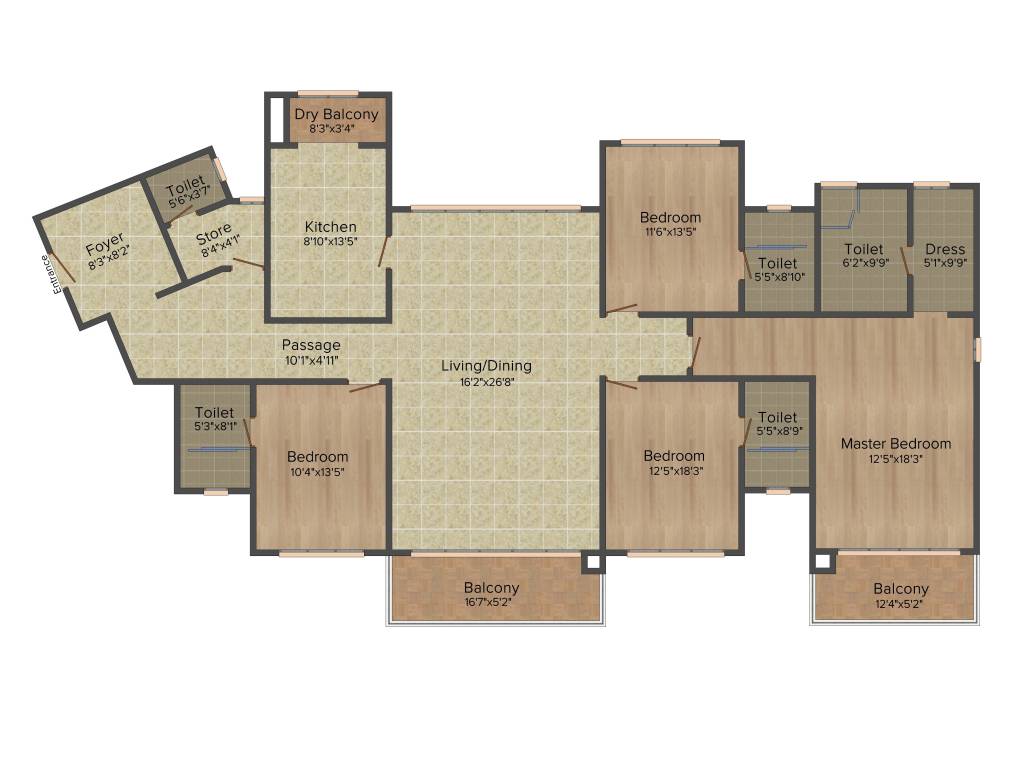 Dry Balcony
8'3"x3'4"
Toilet
5'6"x3'7"
Store
8'4"x4'1"
Foyer
8'3"x8'2"
Entrance
Kitchen
8'10"x13'5"
Bedroom
11'6"x13'5"
Toilet
5'5"x8'10"
Toilet
6'2"x9'9"
Dress
5'1"x9'9"
Passage
10'1"x4'11"
Living/Dining
16'2"x26'8"
Toilet
5'3"x8'1"
Bedroom
10'4"x13'5"
Bedroom
12'5"x18'3"
Toilet
5'5"x8'9"
Master Bedroom
12'5"x18'3"
Balcony
16'7"x5'2"
Balcony
12'4"x5'2"